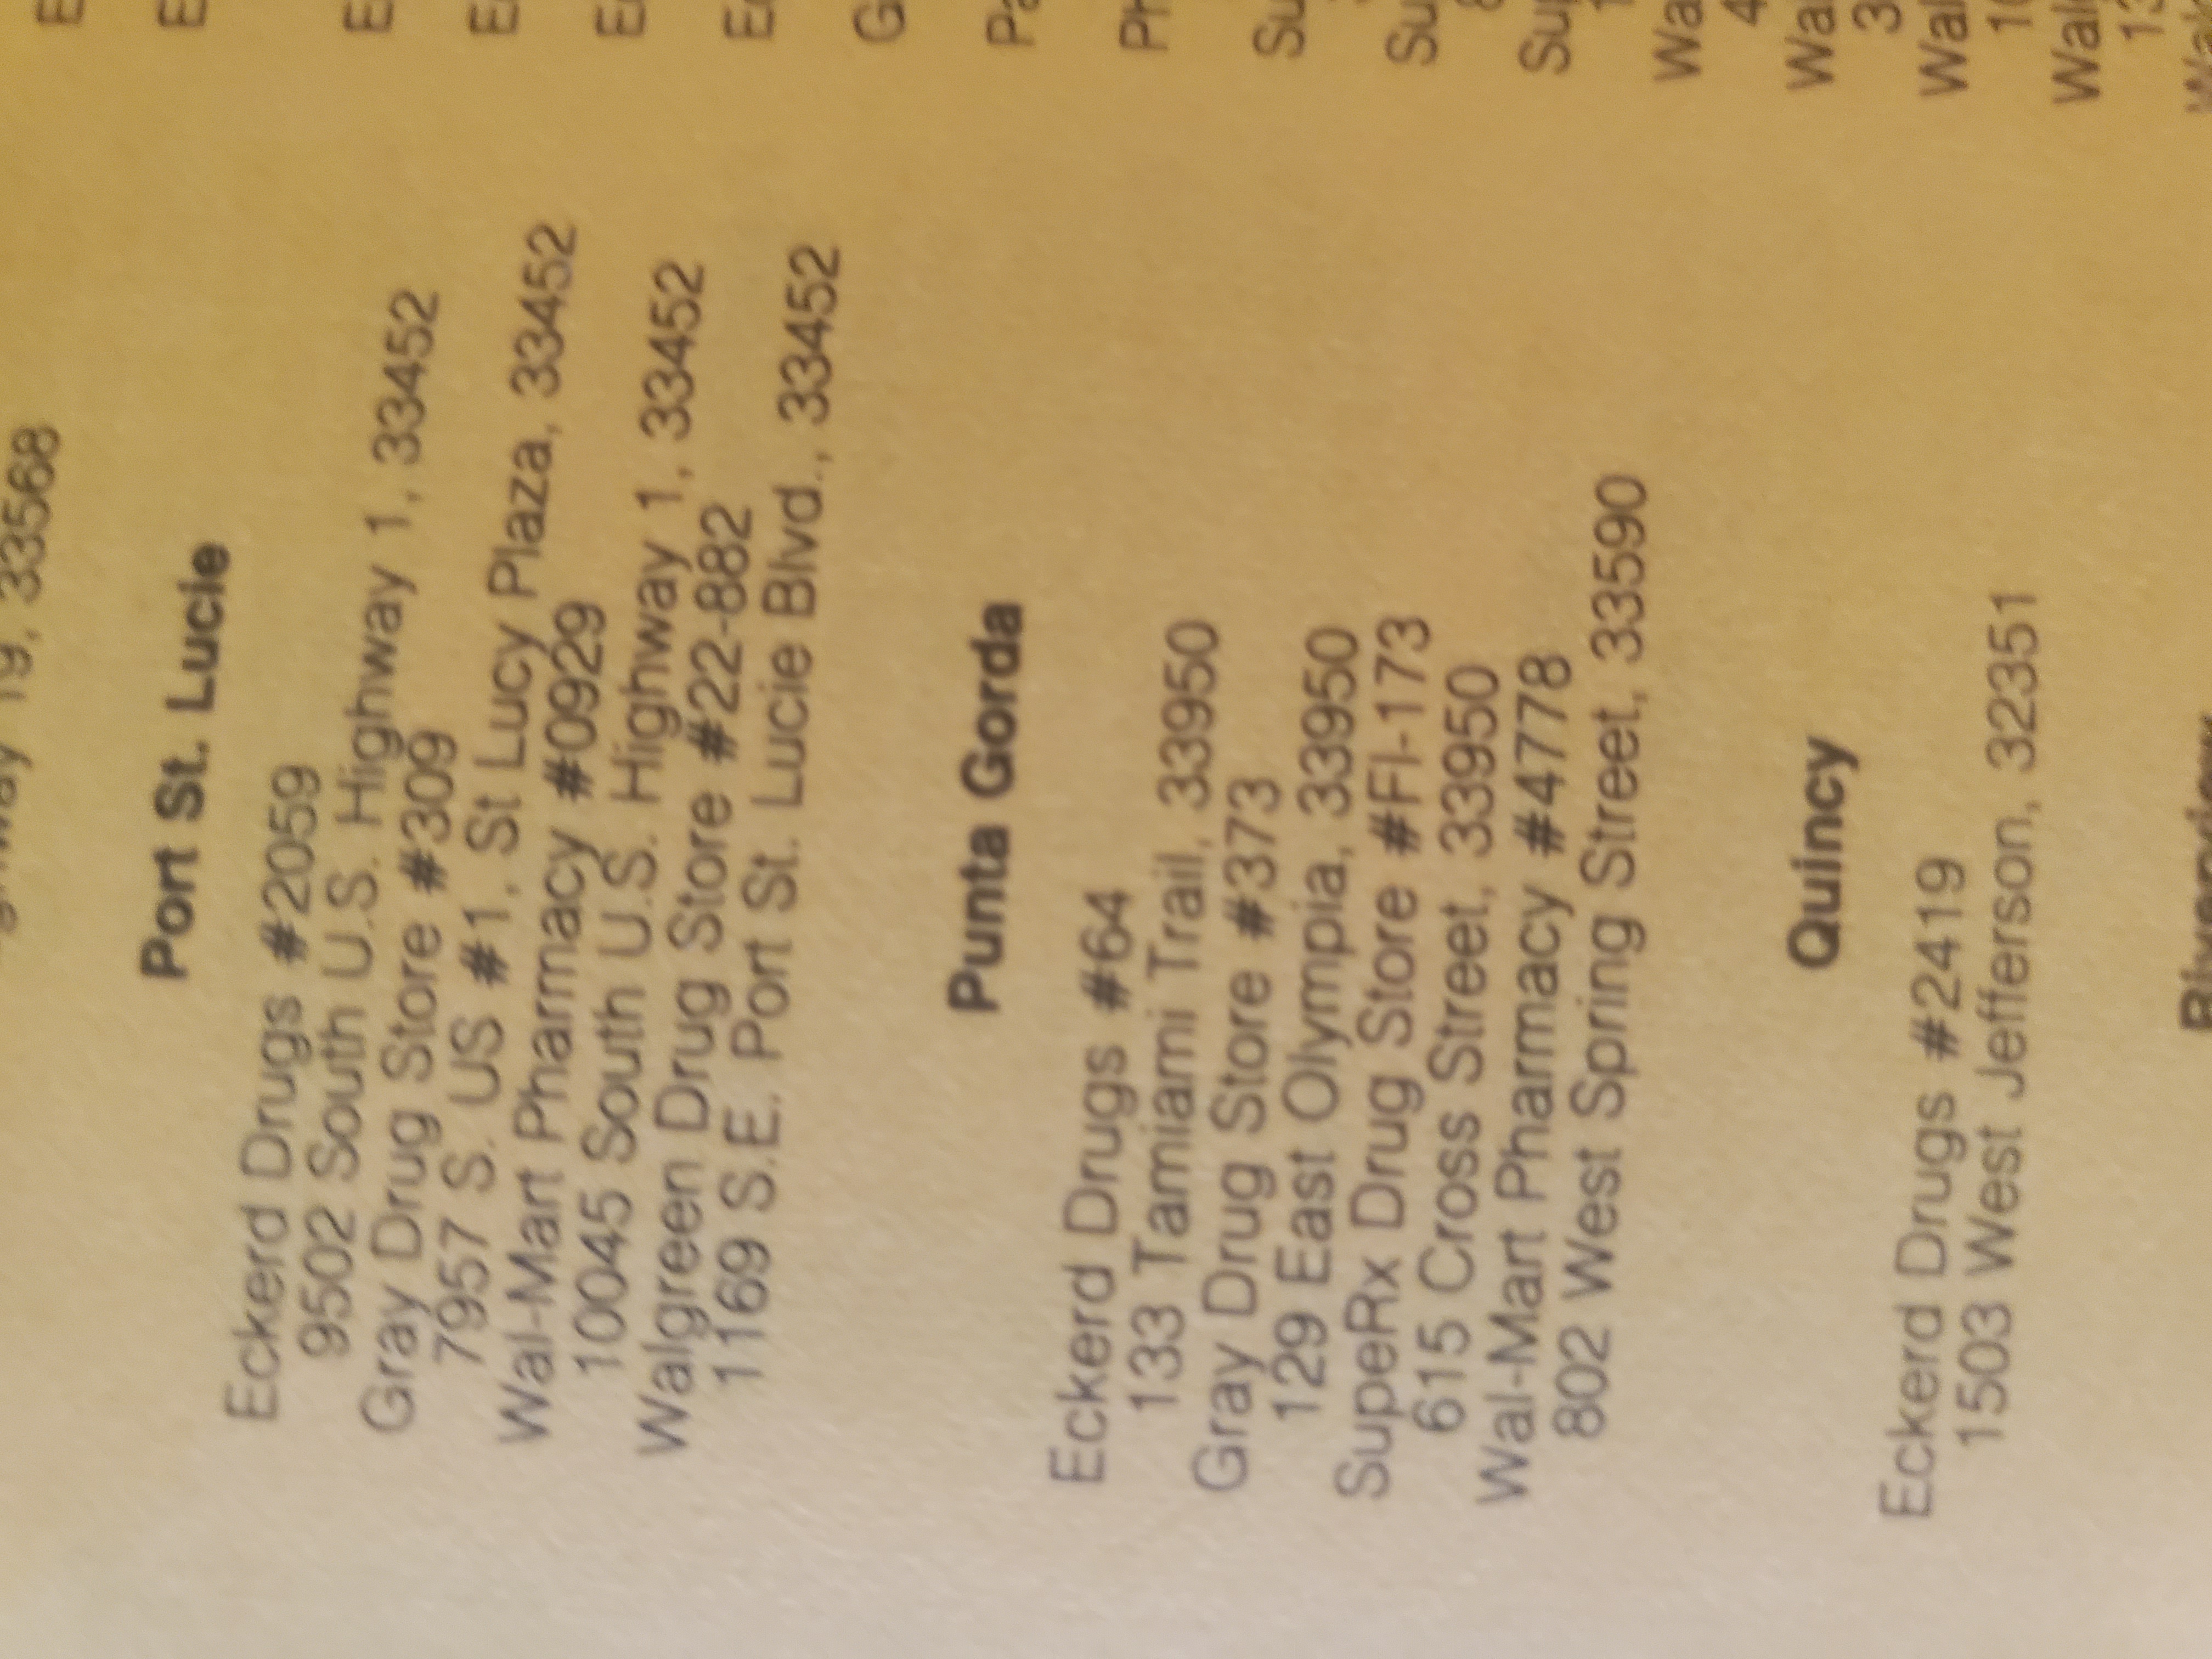 19, 33568
Port St. Lucie
Eckerd Drugs #2059
9502 South U.S. Highway 1, 33452
Gray Drug Store #309
7957 S. US #1, St Lucy Plaza, 33452
Wal-Mart Pharmacy #0929
10045 South U.S. Highway 1, 33452
Walgreen Drug Store #22-882
1169 S.E. Port St. Lucie Blvd., 33452
Punta Gorda
Eckerd Drugs #64
133 Tamiami Trail, 33950
Gray Drug Store #373
129 East Olympia, 33950
SupeRx Drug Store #Fl-173
615 Cross Street, 33950
Wal-Mart Pharmacy #4778
802 West Spring Street, 33590
Quincy
Eckerd Drugs #2419
1503 West Jefferson, 32351